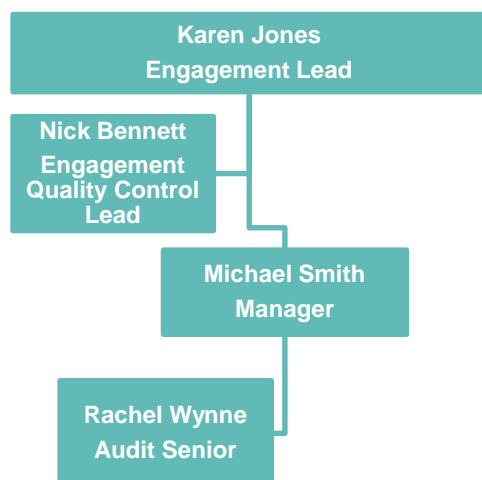 Karen Jones
Engagement Lead
Nick Bennett
Engagement
Quality Control
Lead
Michael Smith
Manager
Rachel Wynne
Audit Senior